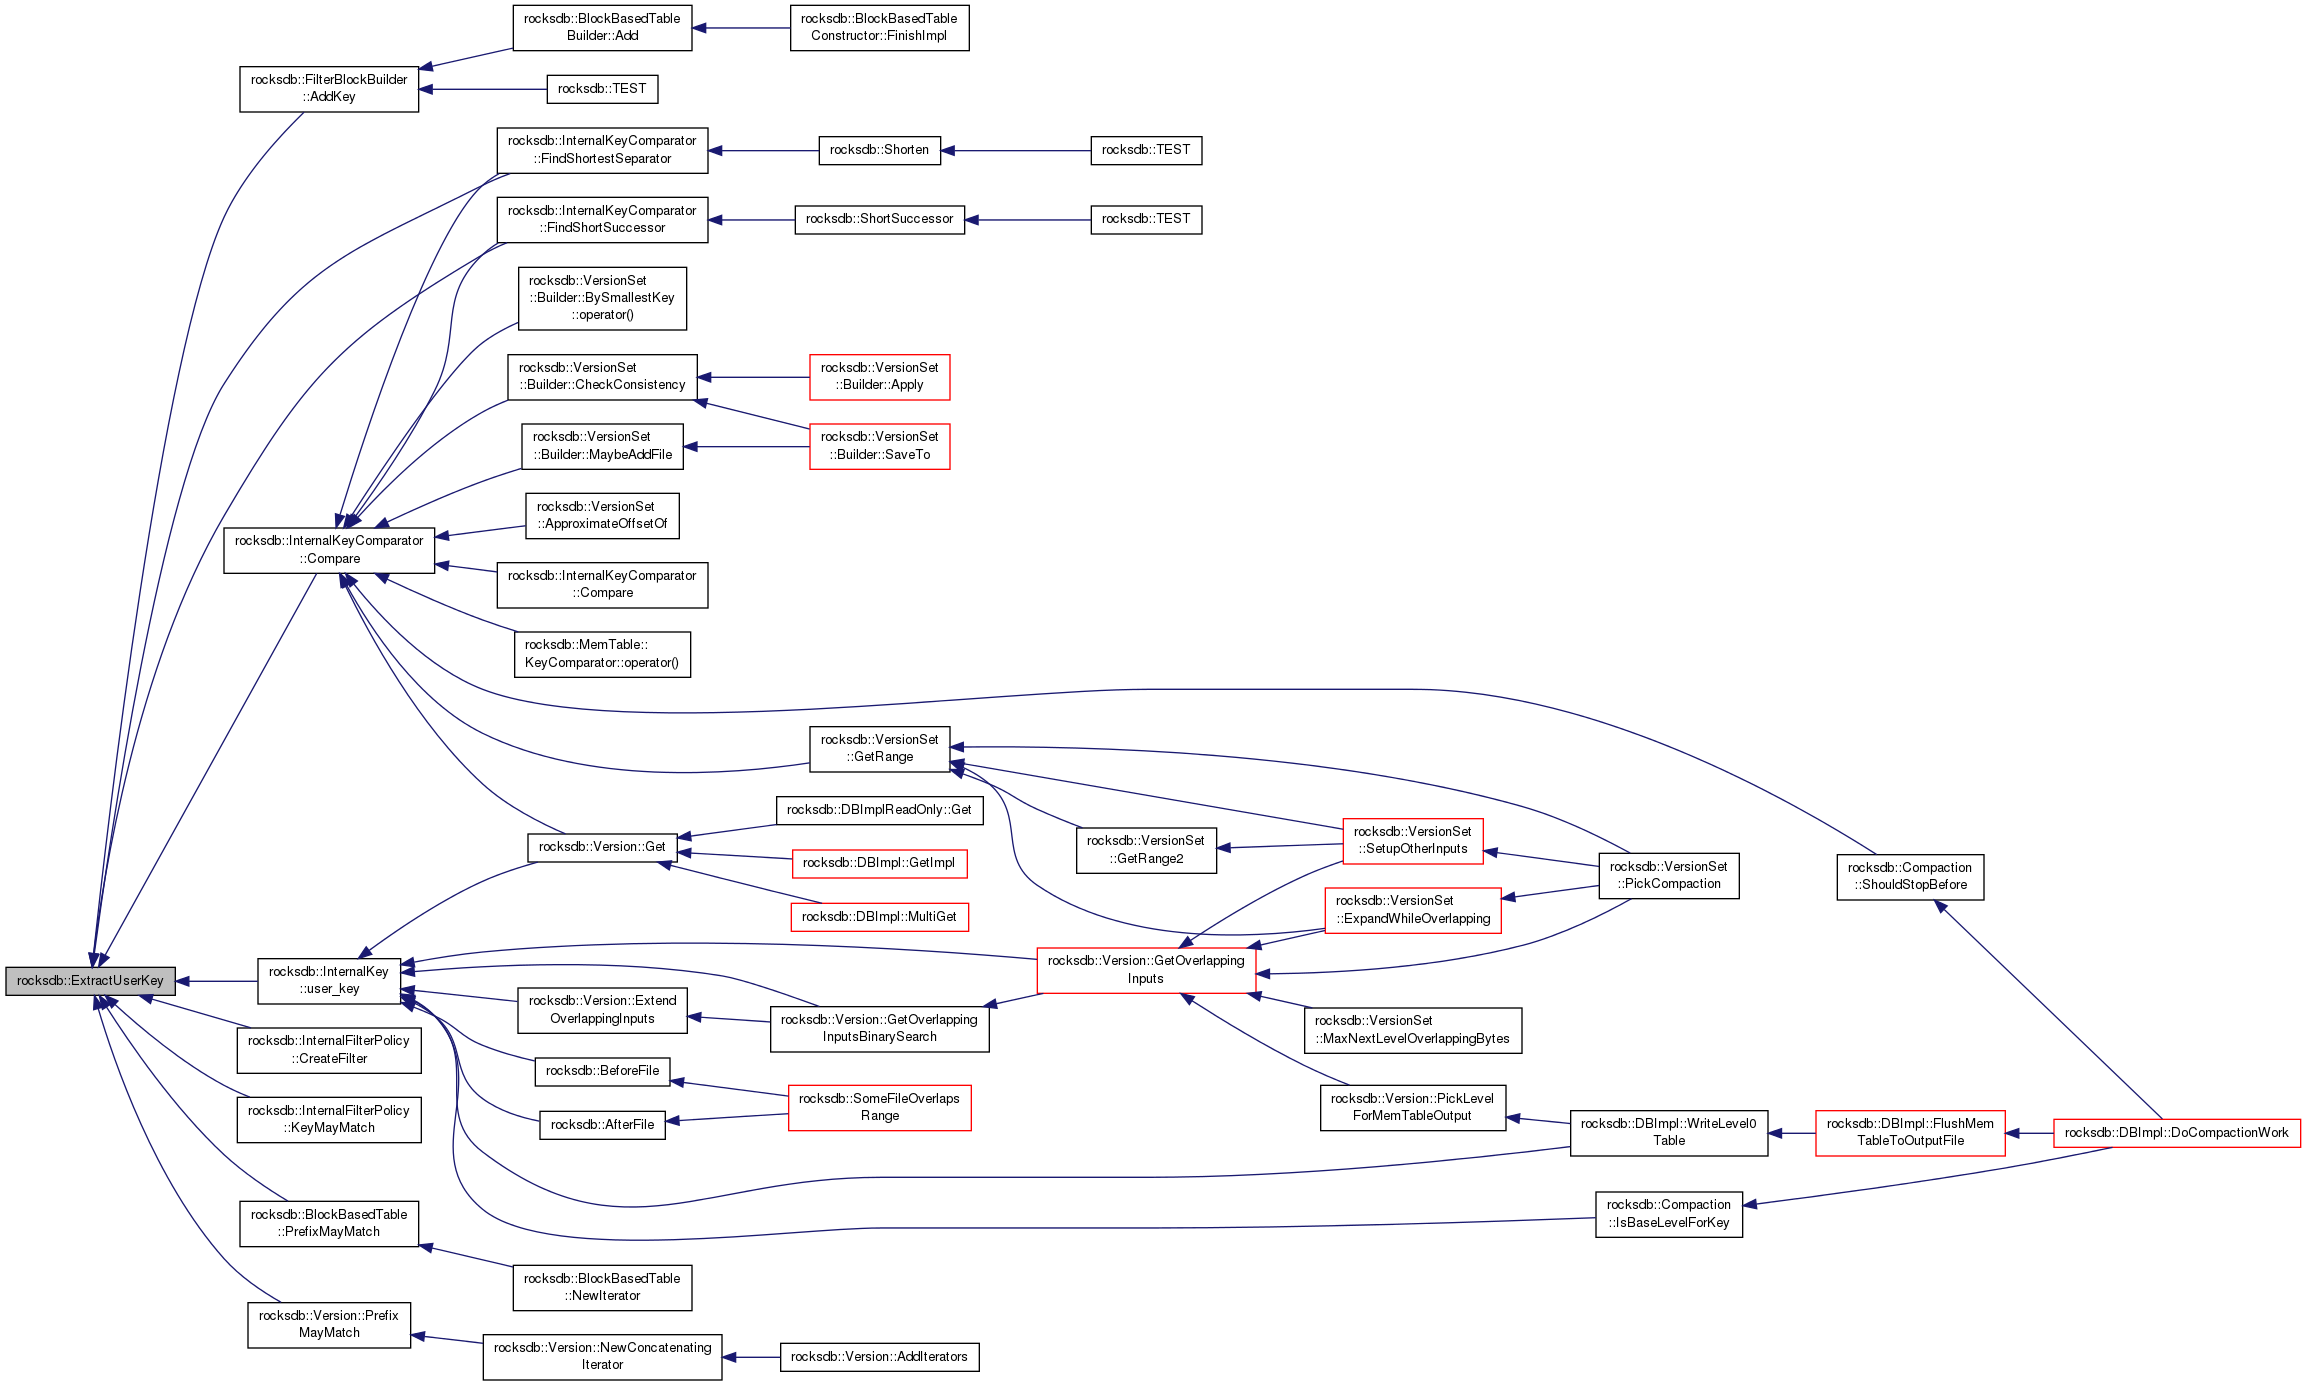 rocksdb::BlockBasedTable
Builder::Add
rocksdb::BlockBasedTable
Constructor::FinishImpl
rocksdb::FilterBlockBuilder
::AddKey
rocksdb::TEST
rocksdb::InternalKeyComparator
::FindShortestSeparator
rocksdb::Shorten
rocksdb::TEST
rocksdb::InternalKeyComparator
::FindShortSuccessor
rocksdb::ShortSuccessor
rocksdb::TEST
rocksdb::VersionSet
::Builder::BySmallestKey
::operator()
rocksdb::VersionSet
::Builder::CheckConsistency
rocksdb::VersionSet
::Builder::Apply
rocksdb::VersionSet
::Builder::MaybeAddFile
rocksdb::VersionSet
::Builder::SaveTo
rocksdb::VersionSet
::ApproximateOffsetOf
rocksdb::InternalKeyComparator
::Compare
rocksdb::InternalKeyComparator
::Compare
rocksdb::MemTable::
KeyComparator::operator()
rocksdb::VersionSet
::GetRange
rocksdb::DBImplReadOnly::Get
rocksdb::Version::Get
rocksdb::DBImpl::GetImpl
rocksdb::DBImpl::MultiGet
rocksdb::VersionSet
::GetRange2
rocksdb::VersionSet
::SetupOtherInputs
rocksdb::VersionSet
::PickCompaction
rocksdb::Compaction
::ShouldStopBefore
rocksdb::VersionSet
::ExpandWhileOverlapping
rocksdb::ExtractUserKey
rocksdb::InternalKey
::user_key
rocksdb::Version::GetOverlapping
Inputs
rocksdb::Version::Extend
OverlappingInputs
rocksdb::Version::GetOverlapping
InputsBinarySearch
rocksdb::VersionSet
::MaxNextLevelOverlappingBytes
rocksdb::InternalFilterPolicy
::CreateFilter
rocksdb::BeforeFile
rocksdb::SomeFileOverlaps
Range
rocksdb::Version::PickLevel
ForMemTableOutput
rocksdb::InternalFilterPolicy
::KeyMayMatch
rocksdb::AfterFile
rocksdb::DBImpl::WriteLevel0
Table
rocksdb::DBImpl::FlushMem
TableToOutputFile
rocksdb::DBImpl::DoCompactionWork
rocksdb::BlockBasedTable
::PrefixMayMatch
rocksdb::Compaction
::IsBaseLevelForKey
rocksdb::BlockBasedTable
::NewIterator
rocksdb::Version::Prefix
MayMatch
rocksdb::Version::NewConcatenating
Iterator
rocksdb::Version::AddIterators